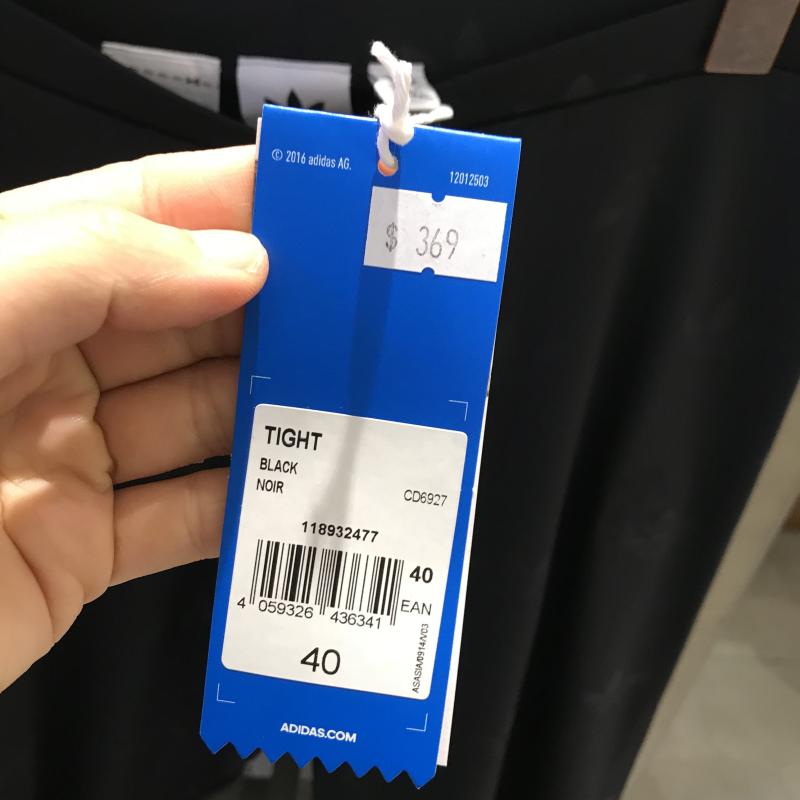 © 2016 adidas AG.
12012503
$ 369
TIGHT
BLACK
NOIR
CD6927
118932477
40
4 059326 436341 EAN
40
ASASIA/0914/V03
ADIDAS.COM